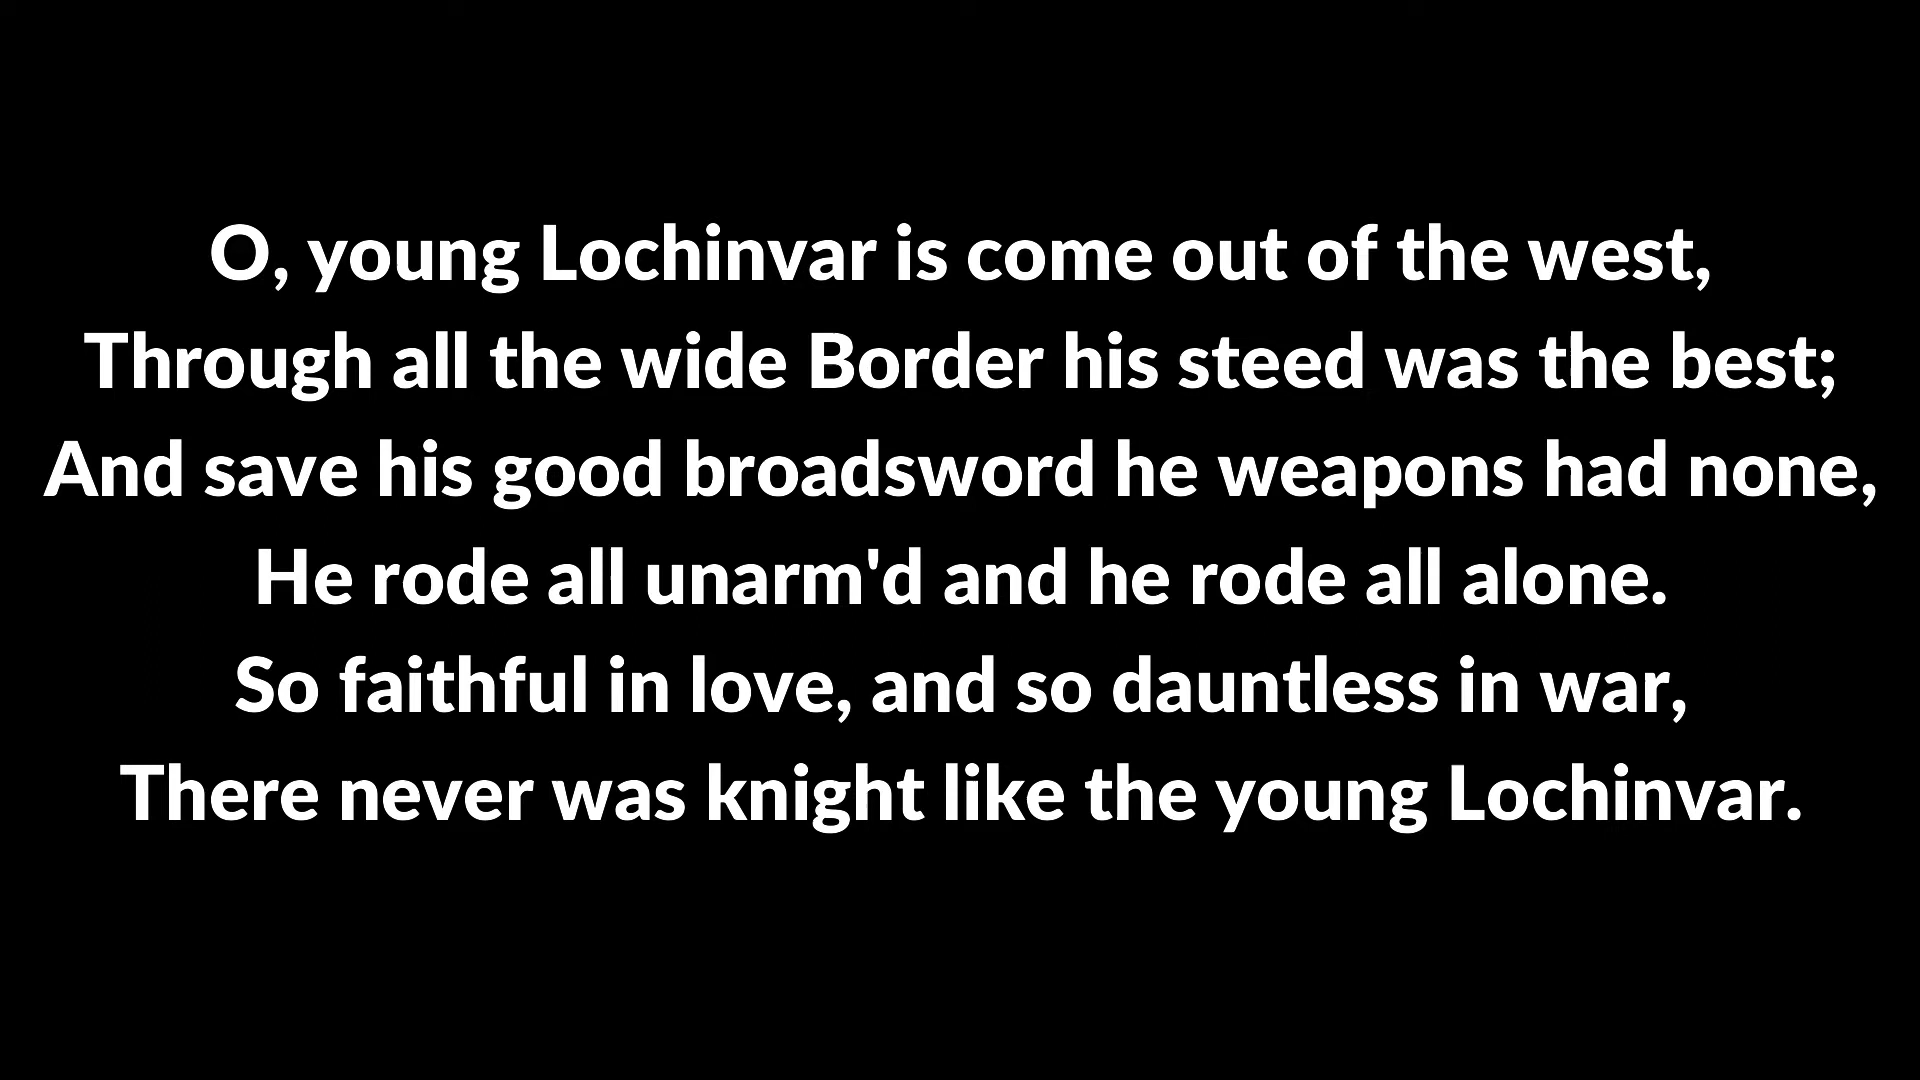 O, young Lochinvar is come out of the west,
Through all the wide Border his steed was the best;
And save his good broadsword he weapons had none,
He rode all unarm'd and he rode all alone.
So faithful in love, and so dauntless in war,
There never was knight like the young Lochinvar.